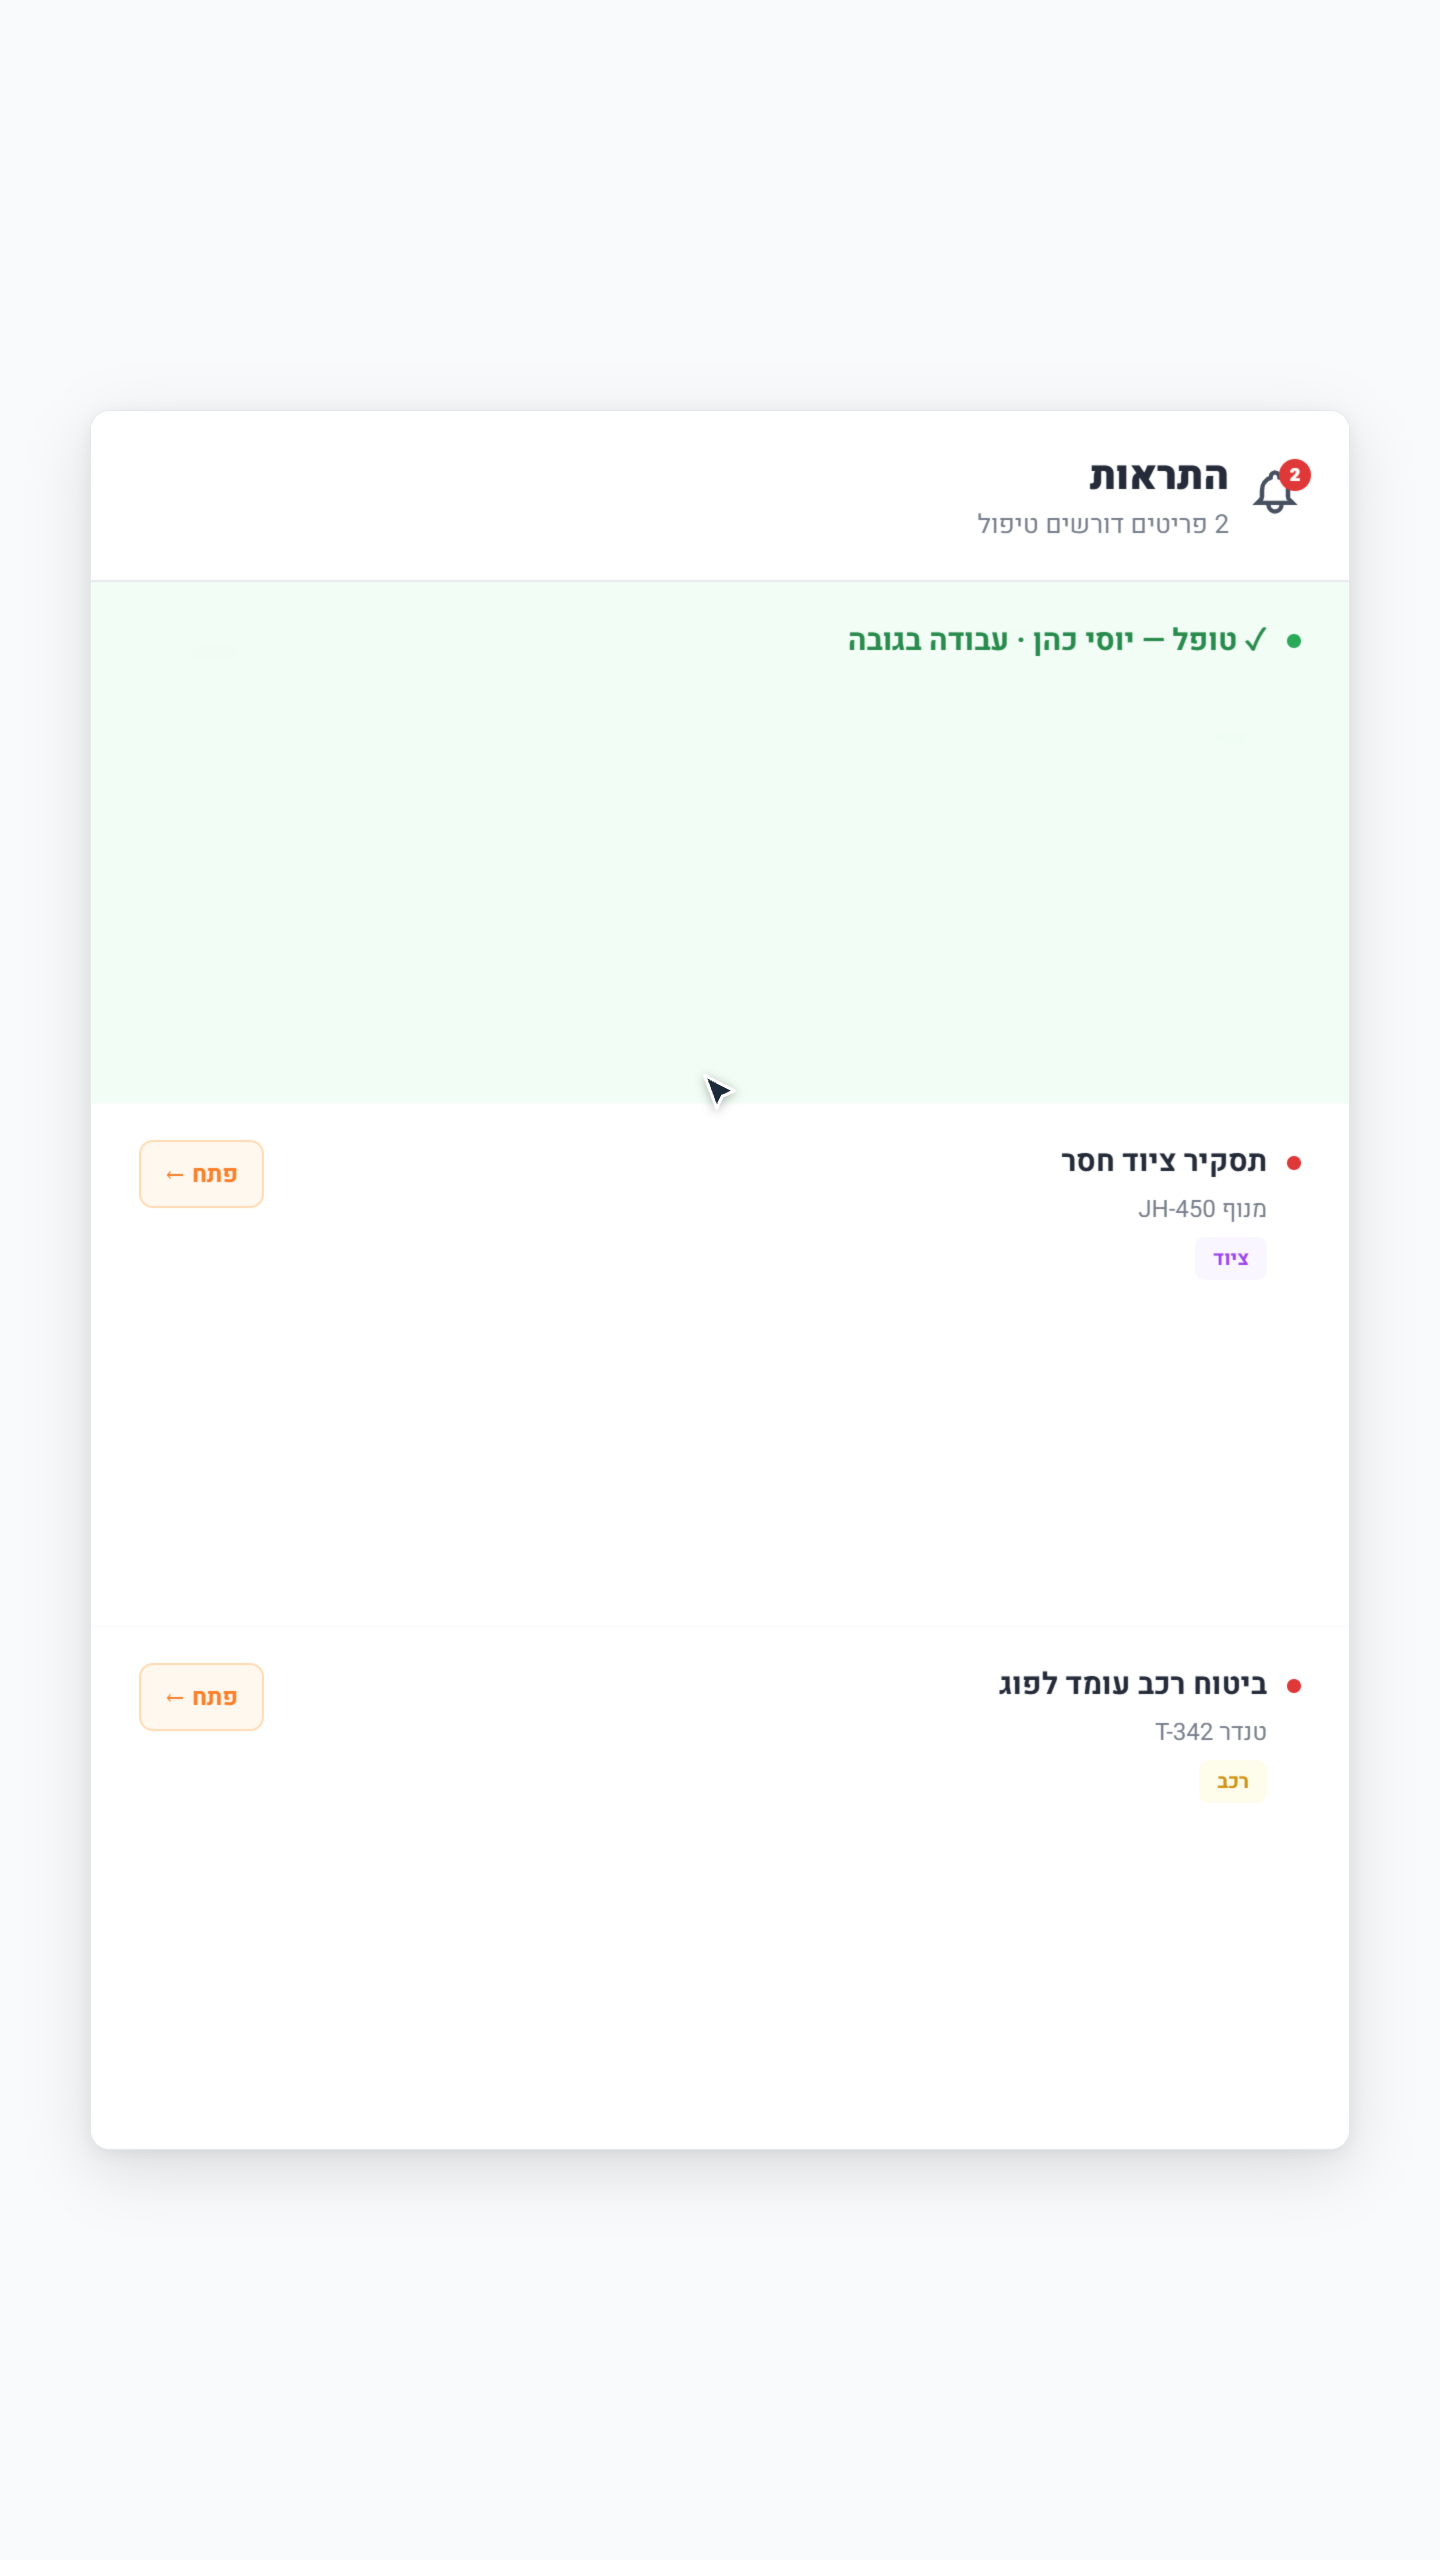 2
התראות
2 פריטים דורשים טיפול
✓ טופל — יוסי כהן · עבודה בגובה
תסקיר ציוד חסר
מנוף JH-450
ציוד
פתח ←
ביטוח רכב עומד לפוג
טנדר T-342
רכב
פתח ←